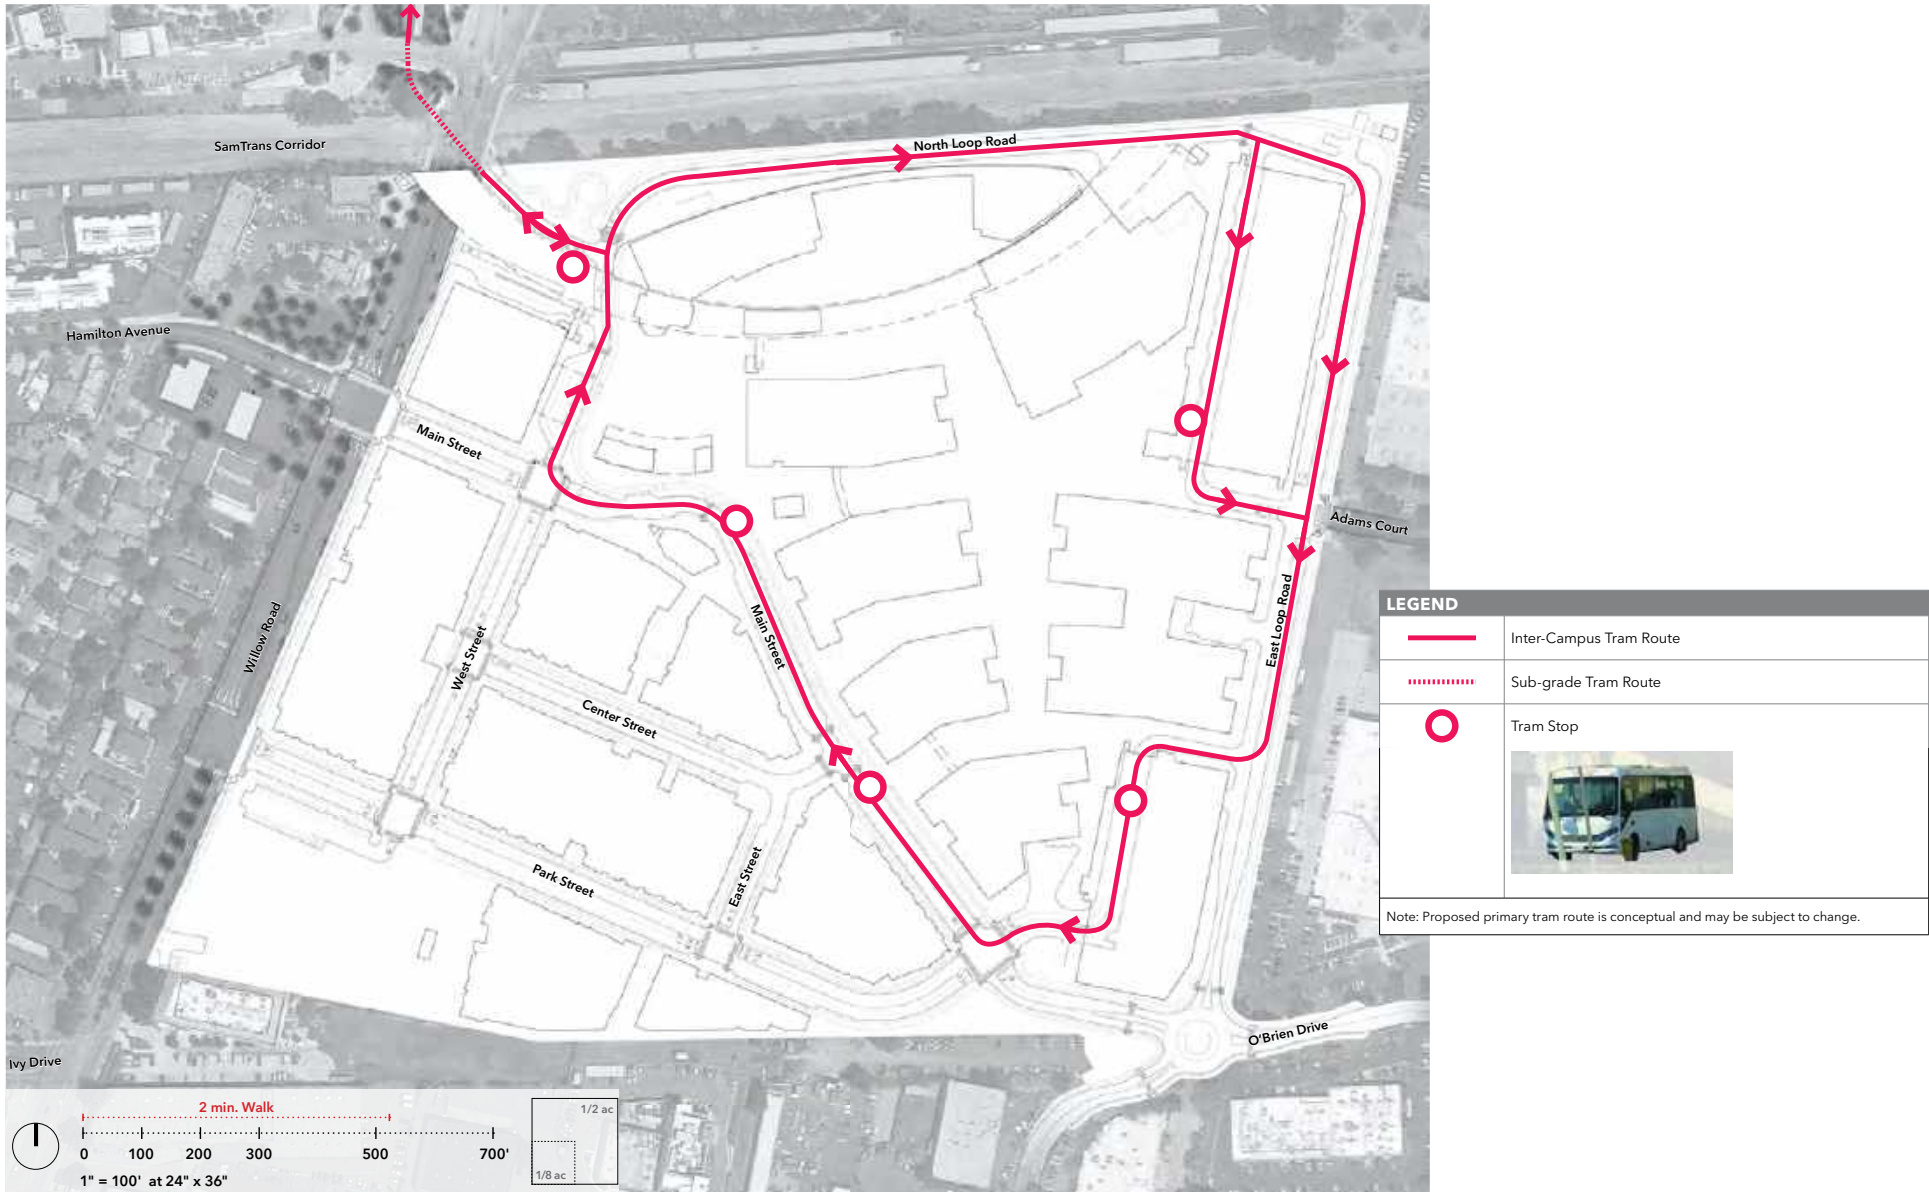 SamTrans Corridor
North Loop Road
Hamilton Avenue
Main Street
Adams Court
East Loop Road
Willow Road
West Street
Main Street
Center Street
Park Street
East Street
O'Brien Drive
Ivy Drive
LEGEND
Inter-Campus Tram Route
Sub-grade Tram Route
Tram Stop
Note: Proposed primary tram route is conceptual and may be subject to change.
2 min. Walk
0 100 200 300 500 700'
1" = 100' at 24" x 36"
1/2 ac
1/8 ac